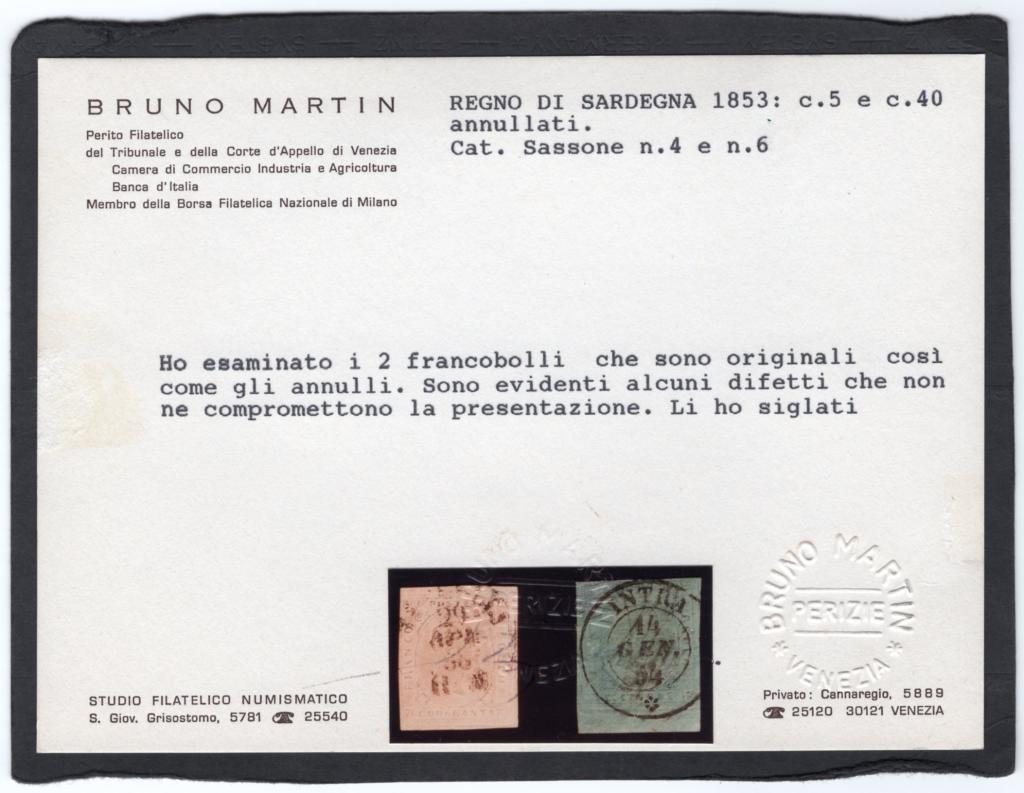 BRUNO MARTIN
Perito Filatelico
del Tribunale e della Corte d'Appello di Venezia
Camera di Commercio Industria e Agricoltura
Banca d'Italia
Membro della Borsa Filatelica Nazionale di Milano
REGNO DI SARDEGNA 1853: c.5 e c.40
annullati.
Cat. Sassone n.4 e n.6
Ho esaminato i 2 francobolli che sono originali così
come gli annulli. Sono evidenti alcuni difetti che non
ne compromettono la presentazione. Li ho siglati
APR
INTRA
14
GEN.
54
BRUNO MARTIN
PERIZIE
VENEZIA
STUDIO FILATELICO NUMISMATICO
S. Giov. Grisostomo, 5781 ☎ 25540
Privato: Cannaregio, 5889
☎ 25120 30121 VENEZIA